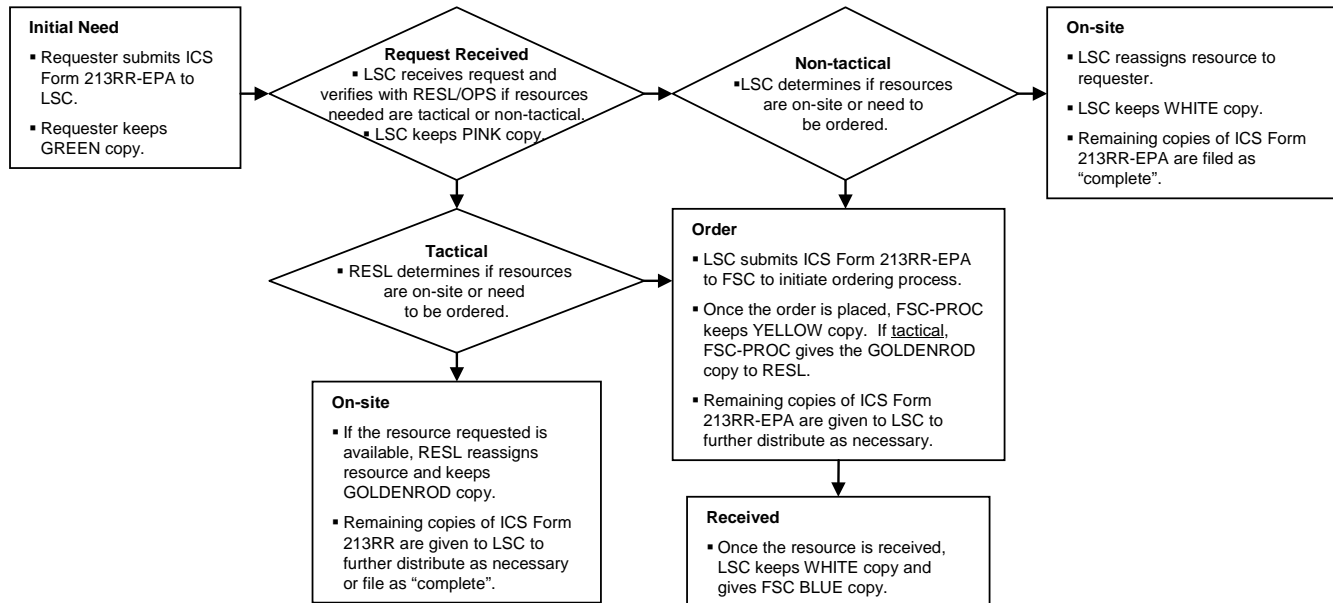 Initial Need
▪ Requester submits ICS
Form 213RR-EPA to
LSC.
▪ Requester keeps
GREEN copy.
Request Received
▪ LSC receives request and
verifies with RESL/OPS if resources
needed are tactical or non-tactical.
▪ LSC keeps PINK copy.
Non-tactical
▪LSC determines if resources
are on-site or need to
be ordered.
On-site
▪ LSC reassigns resource to
requester.
▪ LSC keeps WHITE copy.
▪ Remaining copies of ICS Form
213RR-EPA are filed as
“complete”.
Tactical
▪ RESL determines if resources
are on-site or need
to be ordered.
Order
▪ LSC submits ICS Form 213RR-EPA
to FSC to initiate ordering process.
▪ Once the order is placed, FSC-PROC
keeps YELLOW copy. If tactical,
FSC-PROC gives the GOLDENROD
copy to RESL.
▪ Remaining copies of ICS Form
213RR-EPA are given to LSC to
further distribute as necessary.
On-site
▪ If the resource requested is
available, RESL reassigns
resource and keeps
GOLDENROD copy.
▪ Remaining copies of ICS Form
213RR are given to LSC to
further distribute as necessary
or file as “complete”.
Received
▪ Once the resource is received,
LSC keeps WHITE copy and
gives FSC BLUE copy.